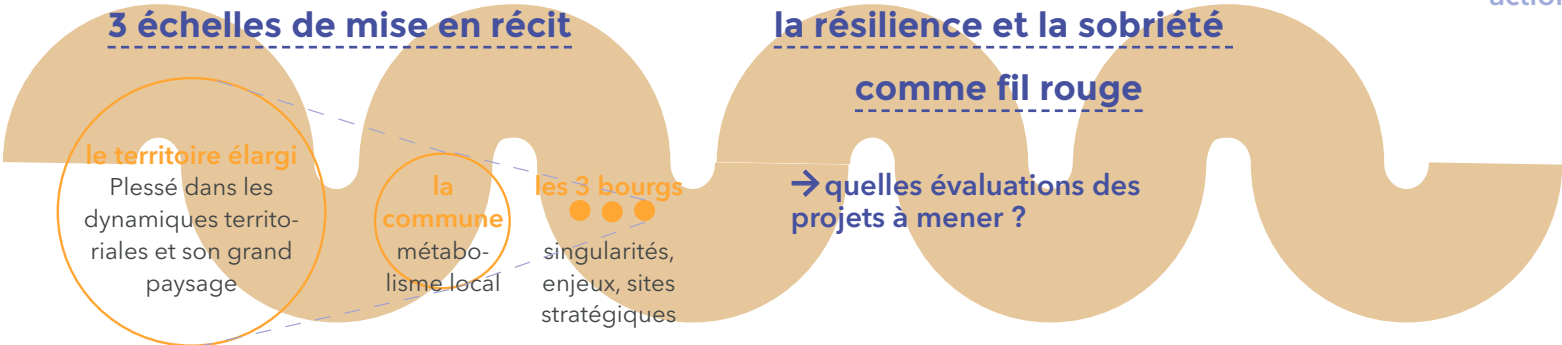 3 échelles de mise en récit
le territoire élargi
Plessé dans les
dynamiques territo-
riales et son grand
paysage
la
commune
métabo-
lisme local
les 3 bourgs
singularités,
enjeux, sites
stratégiques
la résilience et la sobriété
comme fil rouge
→ quelles évaluations des
projets à mener ?